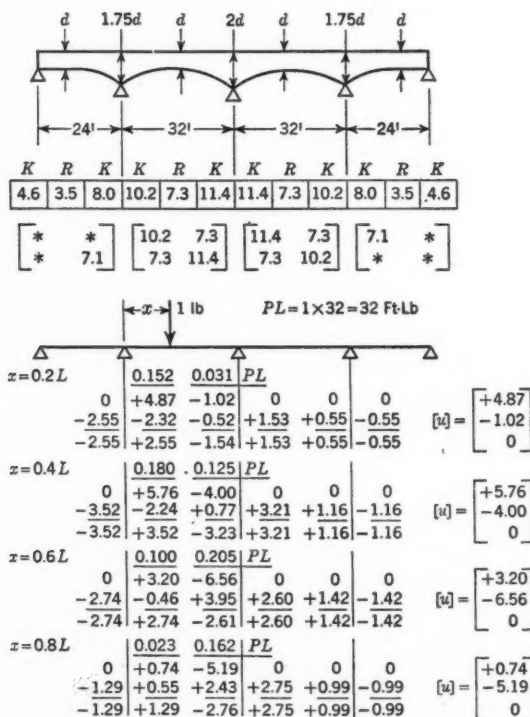 d 1.75d d 2d d 1.75d d
24' 32' 32' 24'
K R K K R K K R K K R K
4.6 3.5 8.0 10.2 7.3 11.4 11.4 7.3 10.2 8.0 3.5 4.6
* * 10.2 7.3 11.4 7.3 7.1 *
* 7.1 7.3 11.4 7.3 10.2 * *
x 1 lb PL = 1 × 32 = 32 Ft-Lb
x = 0.2 L 0.152 0.031 PL
0 +4.87 -1.02 0 0 0 +4.87
-2.55 -2.32 -0.52 +1.53 +0.55 -0.55 [u] = -1.02
-2.55 +2.55 -1.54 +1.53 +0.55 -0.55 0
x = 0.4 L 0.180 0.125 PL
0 +5.76 -4.00 0 0 0 +5.76
-3.52 -2.24 +0.77 +3.21 +1.16 -1.16 [u] = -4.00
-3.52 +3.52 -3.23 +3.21 +1.16 -1.16 0
x = 0.6 L 0.100 0.205 PL
0 +3.20 -6.56 0 0 0 +3.20
-2.74 -0.46 +3.95 +2.60 +1.42 -1.42 [u] = -6.56
-2.74 +2.74 -2.61 +2.60 +1.42 -1.42 0
x = 0.8 L 0.023 0.162 PL
0 +0.74 -5.19 0 0 0 +0.74
-1.29 +0.55 +2.43 +2.75 +0.99 -0.99 [u] = -5.19
-1.29 +1.29 -2.76 +2.75 +0.99 -0.99 0